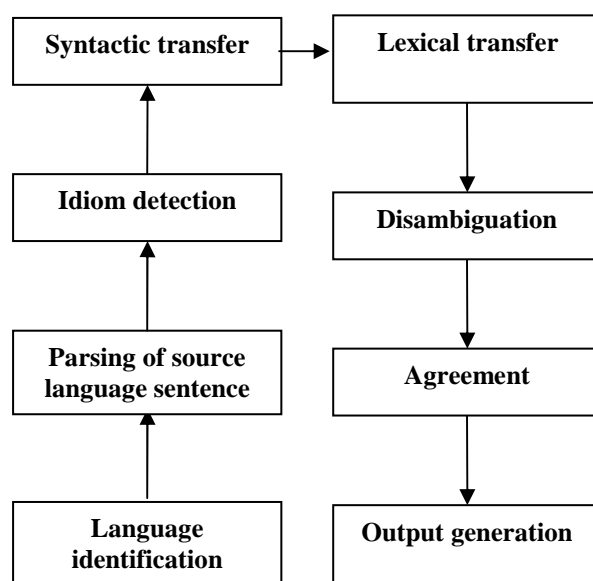 Syntactic transfer
Lexical transfer
Idiom detection
Disambiguation
Parsing of source
language sentence
Agreement
Language
identification
Output generation